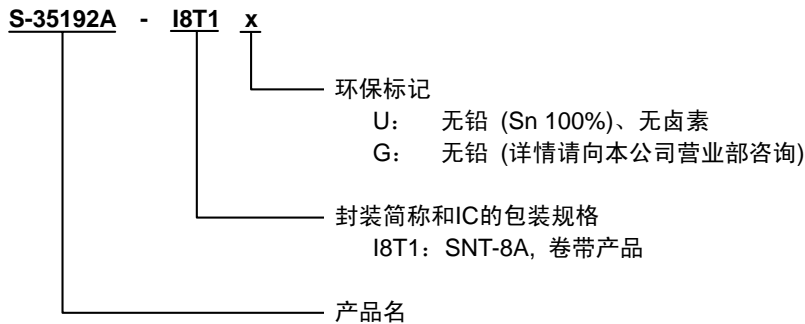 S-35192A - I8T1 x
环保标记
U： 无铅 (Sn 100%)、无卤素
G： 无铅 (详情请向本公司营业部咨询)
封装简称和IC的包装规格
I8T1：SNT-8A, 卷带产品
产品名